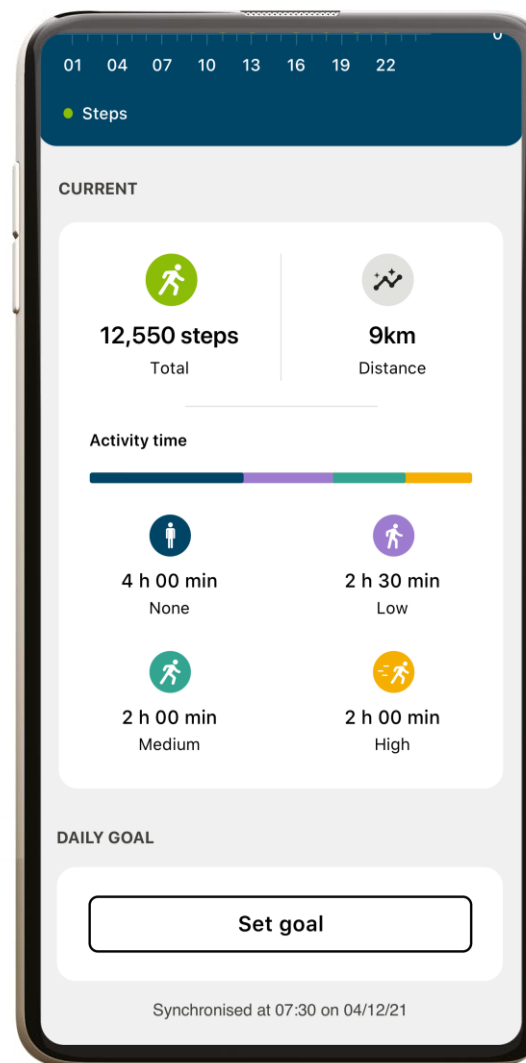 0
01 04 07 10 13 16 19 22
Steps
CURRENT
12,550 steps
Total
9km
Distance
Activity time
4 h 00 min
None
2 h 30 min
Low
2 h 00 min
Medium
2 h 00 min
High
DAILY GOAL
Set goal
Synchronised at 07:30 on 04/12/21